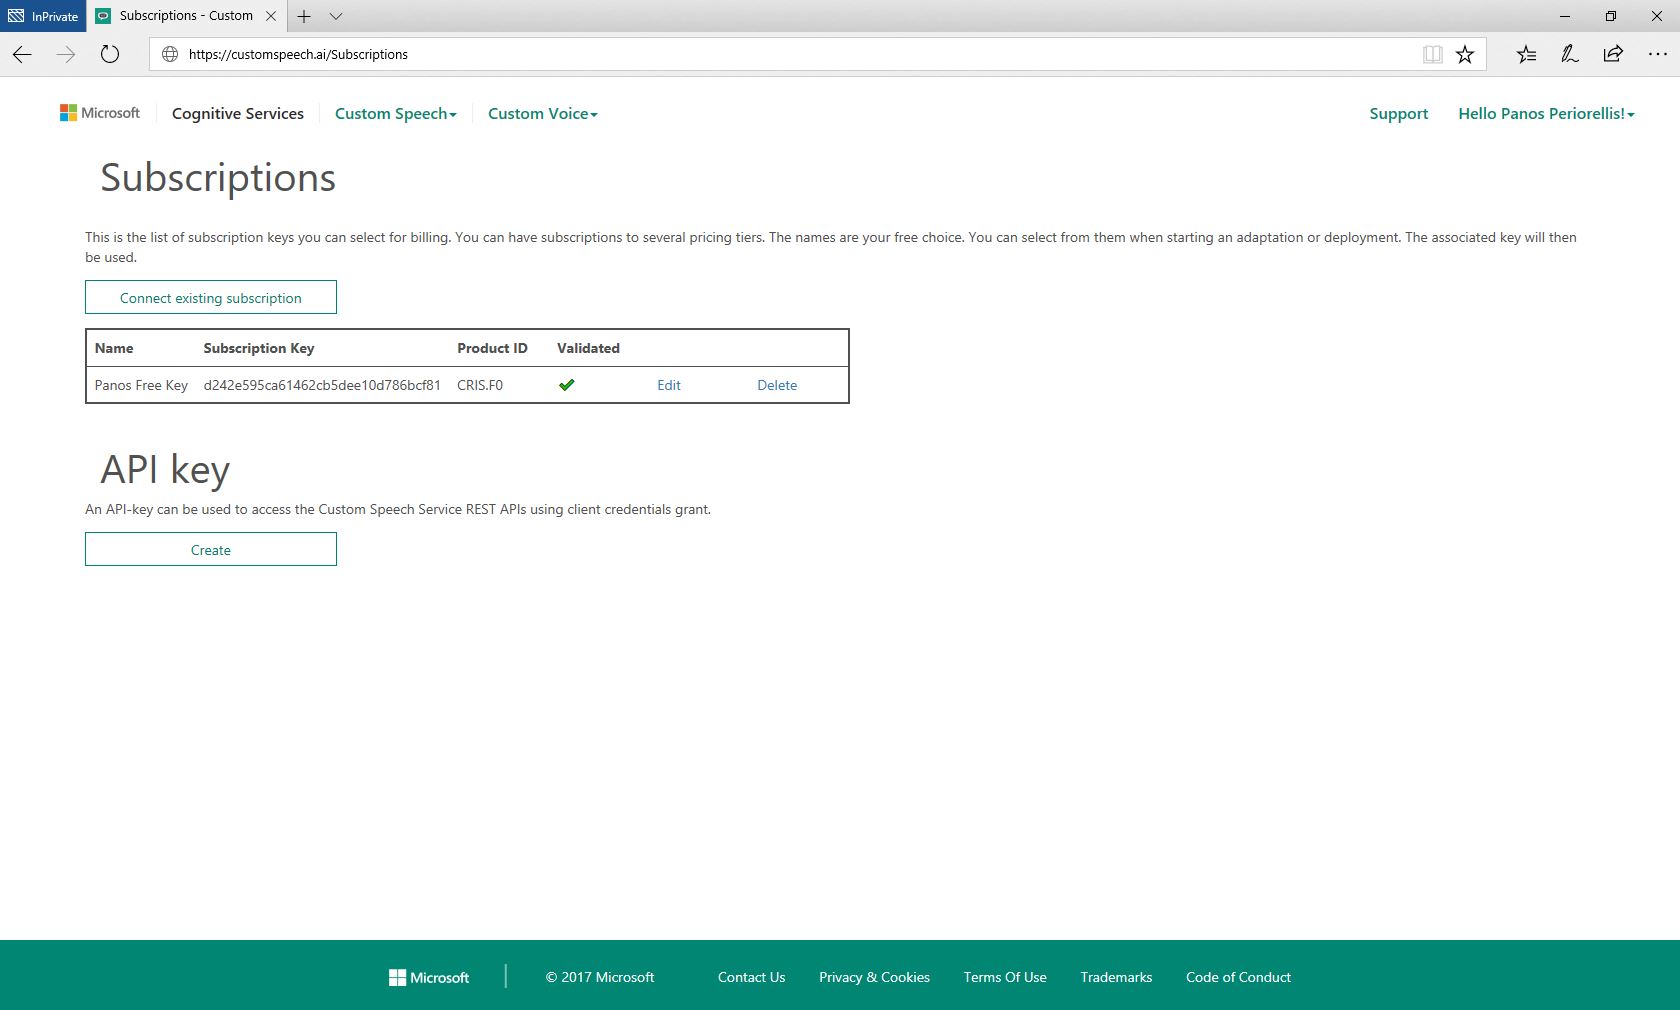 InPrivate
Subscriptions - Custom
https://customspeech.ai/Subscriptions
Microsoft
Cognitive Services
Custom Speech
Custom Voice
Support
Hello Panos Periorellis!
Subscriptions
This is the list of subscription keys you can select for billing. You can have subscriptions to several pricing tiers. The names are your free choice. You can select from them when starting an adaptation or deployment. The associated key will then
be used.
Connect existing subscription
Name Subscription Key Product ID Validated
Panos Free Key d242e595ca61462cb5dee10d786bcf81 CRIS.F0 Edit Delete
API key
An API-key can be used to access the Custom Speech Service REST APIs using client credentials grant.
Create
Microsoft
© 2017 Microsoft
Contact Us
Privacy & Cookies
Terms Of Use
Trademarks
Code of Conduct